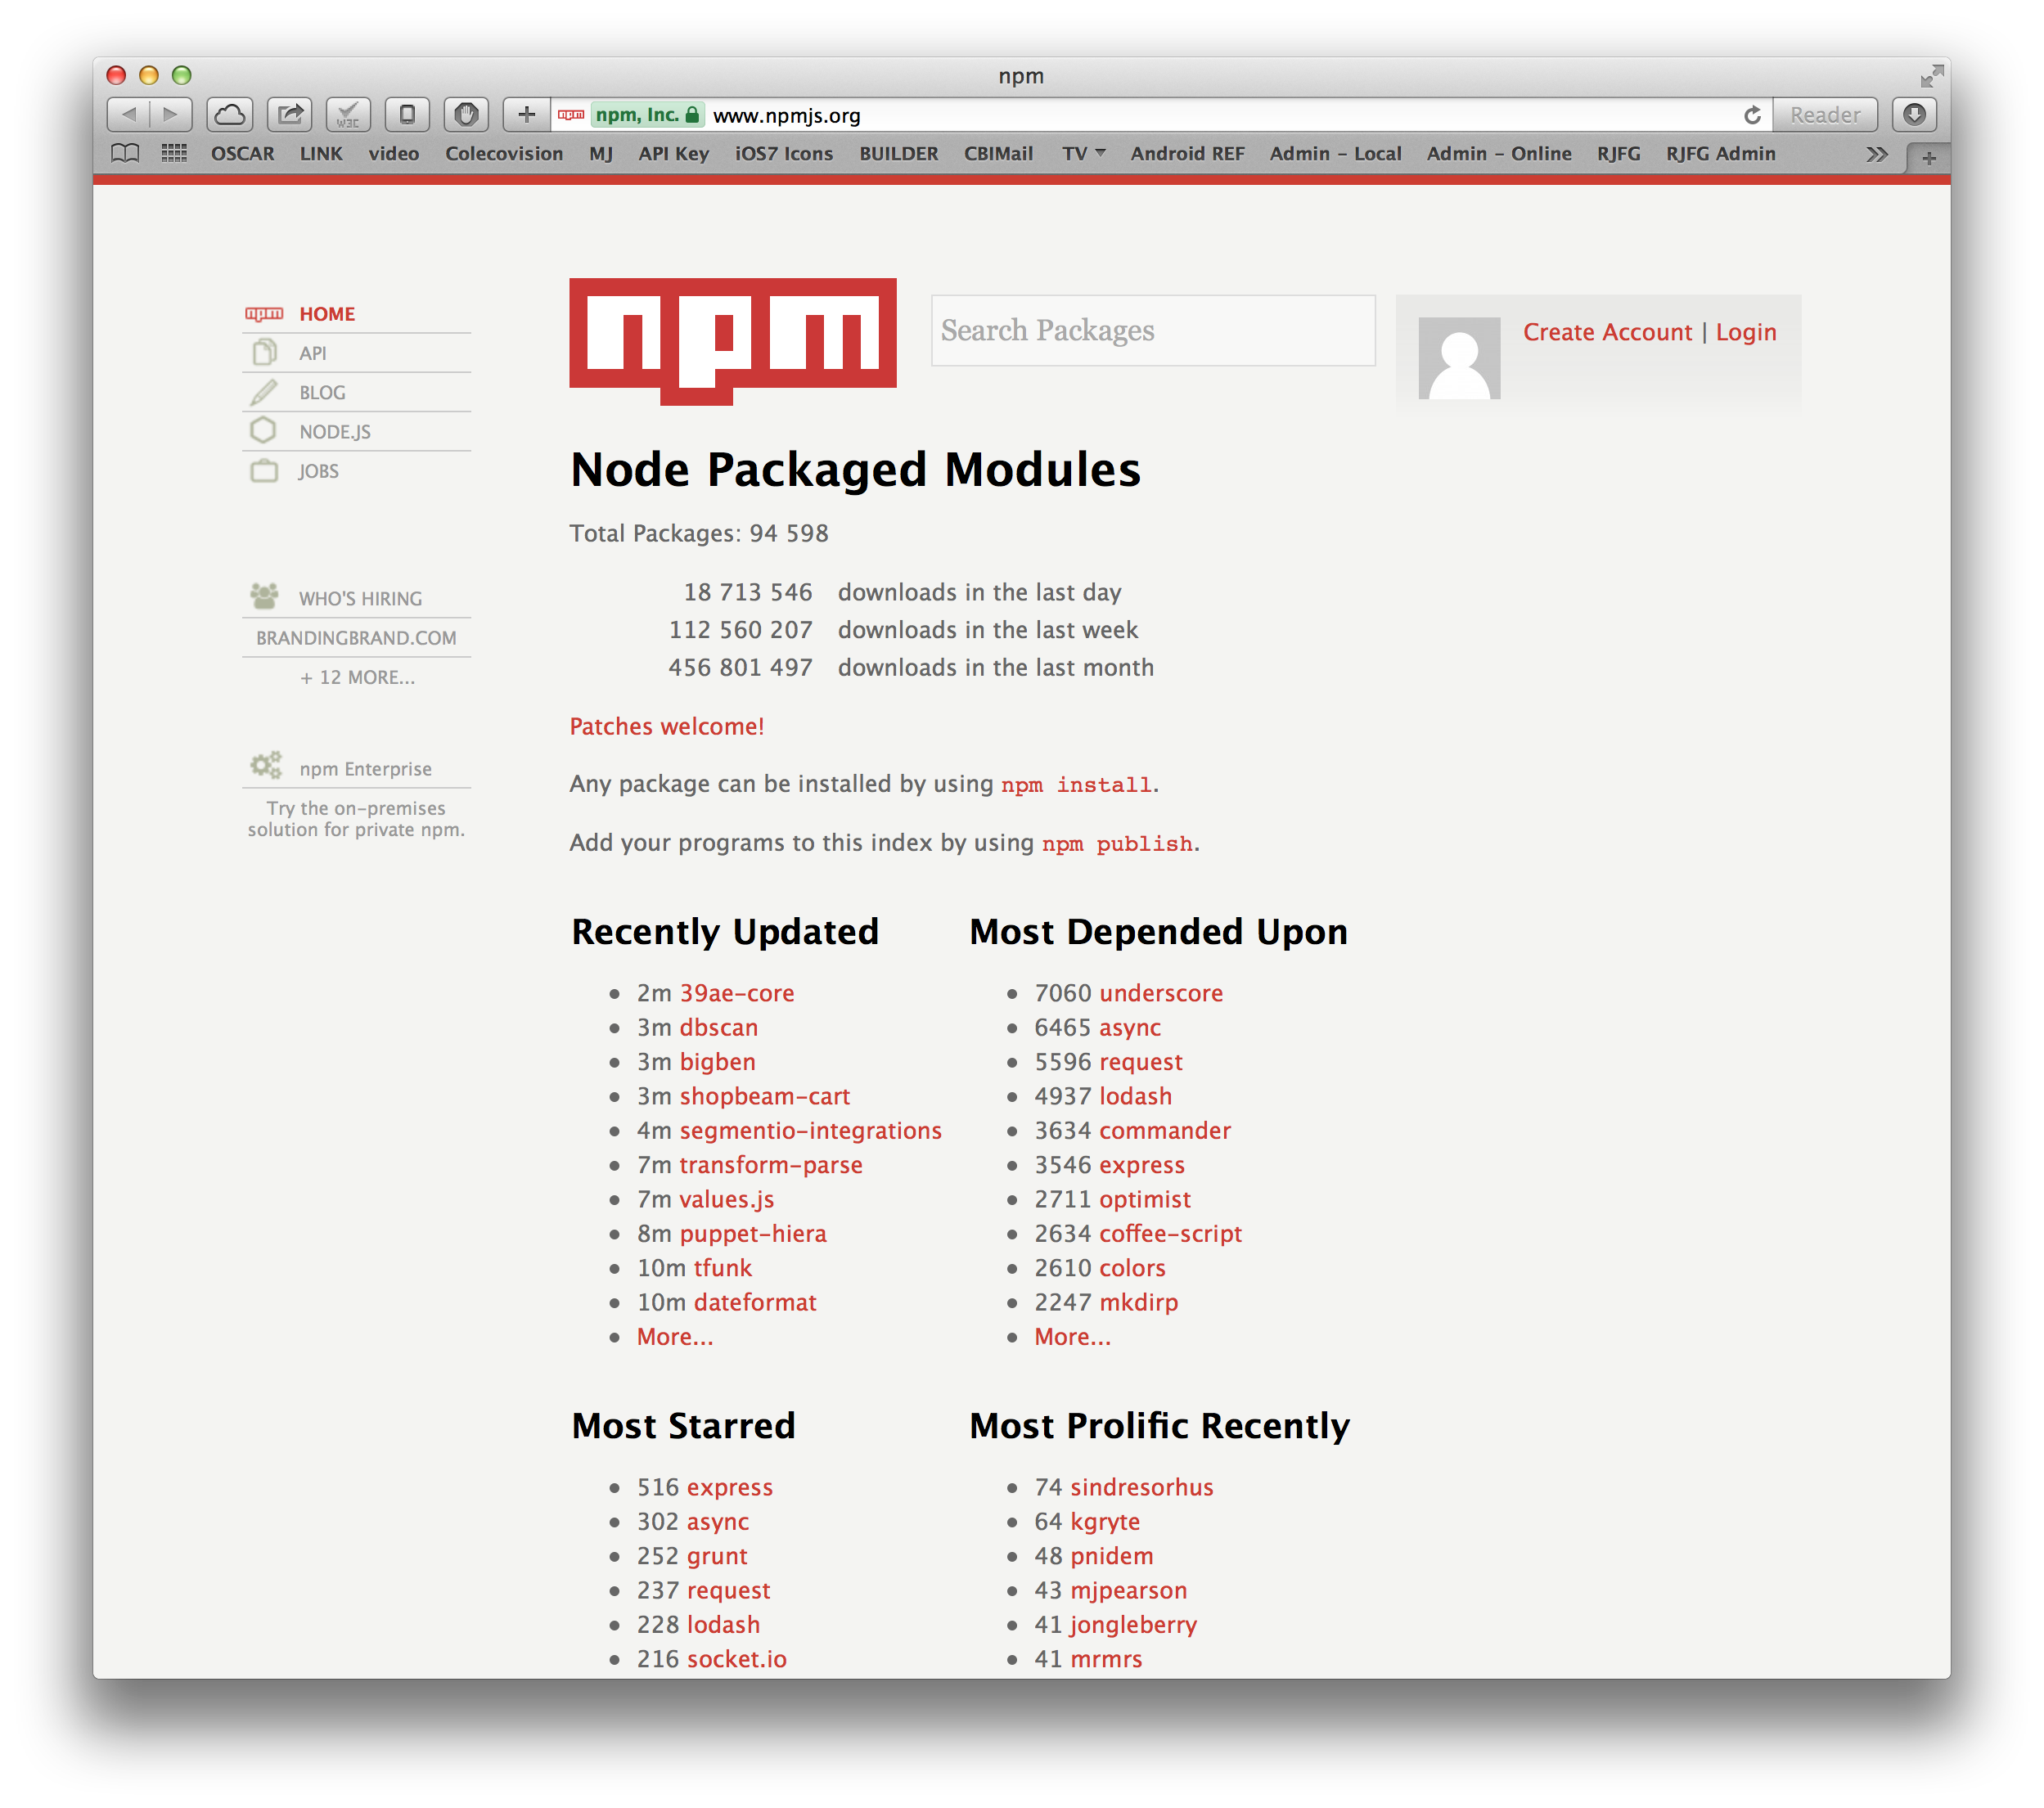 npm
npm, Inc. www.npmjs.org
Reader
W3C
OSCAR LINK video Colecovision MJ API Key iOS7 Icons BUILDER CBIMail TV Android REF Admin – Local Admin – Online RJFG RJFG Admin
HOME
API
BLOG
NODE.JS
JOBS
WHO'S HIRING
BRANDINGBRAND.COM
+ 12 MORE...
npm Enterprise
Try the on-premises
solution for private npm.
npm
Search Packages
Create Account | Login
Node Packaged Modules
Total Packages: 94 598
18 713 546 downloads in the last day
112 560 207 downloads in the last week
456 801 497 downloads in the last month
Patches welcome!
Any package can be installed by using npm install.
Add your programs to this index by using npm publish.
Recently Updated
2m 39ae-core
3m dbscan
3m bigben
3m shopbeam-cart
4m segmentio-integrations
7m transform-parse
7m values.js
8m puppet-hiera
10m tfunk
10m dateformat
More...
Most Depended Upon
7060 underscore
6465 async
5596 request
4937 lodash
3634 commander
3546 express
2711 optimist
2634 coffee-script
2610 colors
2247 mkdirp
More...
Most Starred
516 express
302 async
252 grunt
237 request
228 lodash
216 socket.io
Most Prolific Recently
74 sindresorhus
64 kgryte
48 pnidem
43 mjpearson
41 jongleberry
41 mrmrs